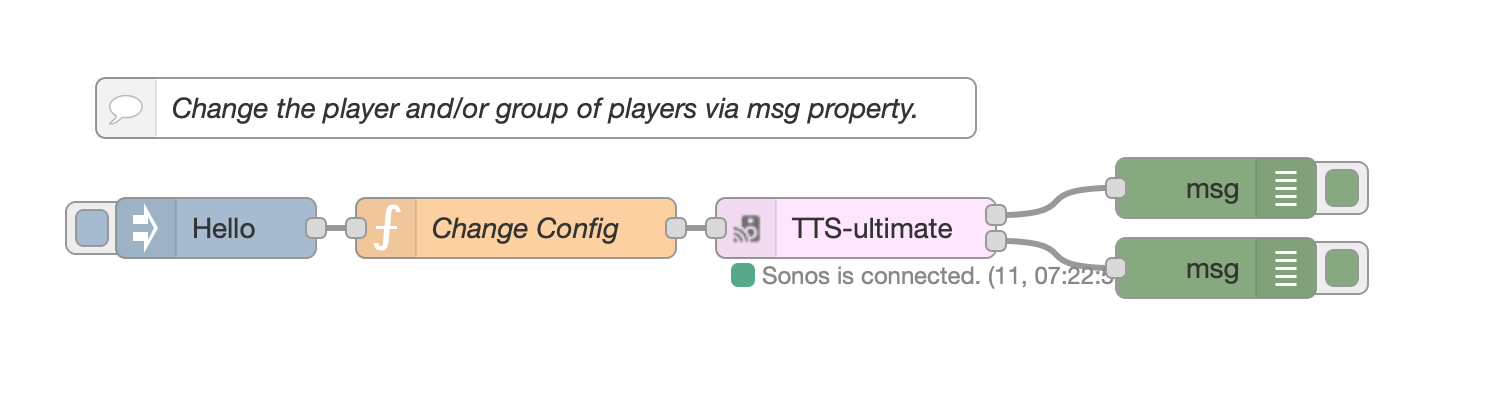 Change the player and/or group of players via msg property.
msg
Hello
Change Config
TTS-ultimate
msg
Sonos is connected. (11, 07:22:5